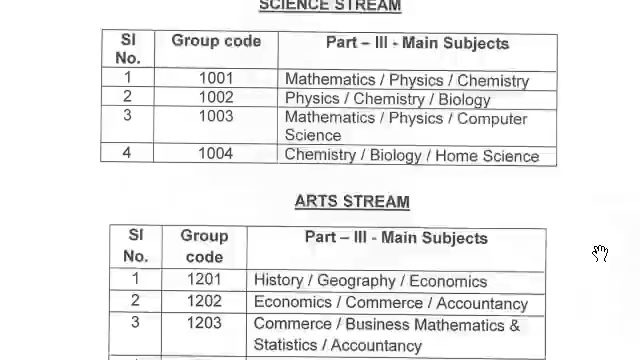 SCIENCE STREAM
Sl No. Group code Part – III - Main Subjects
1 1001 Mathematics / Physics / Chemistry
2 1002 Physics / Chemistry / Biology
3 1003 Mathematics / Physics / Computer
Science
4 1004 Chemistry / Biology / Home Science
ARTS STREAM
Sl No. Group code Part – III - Main Subjects
1 1201 History / Geography / Economics
2 1202 Economics / Commerce / Accountancy
3 1203 Commerce / Business Mathematics &
Statistics / Accountancy